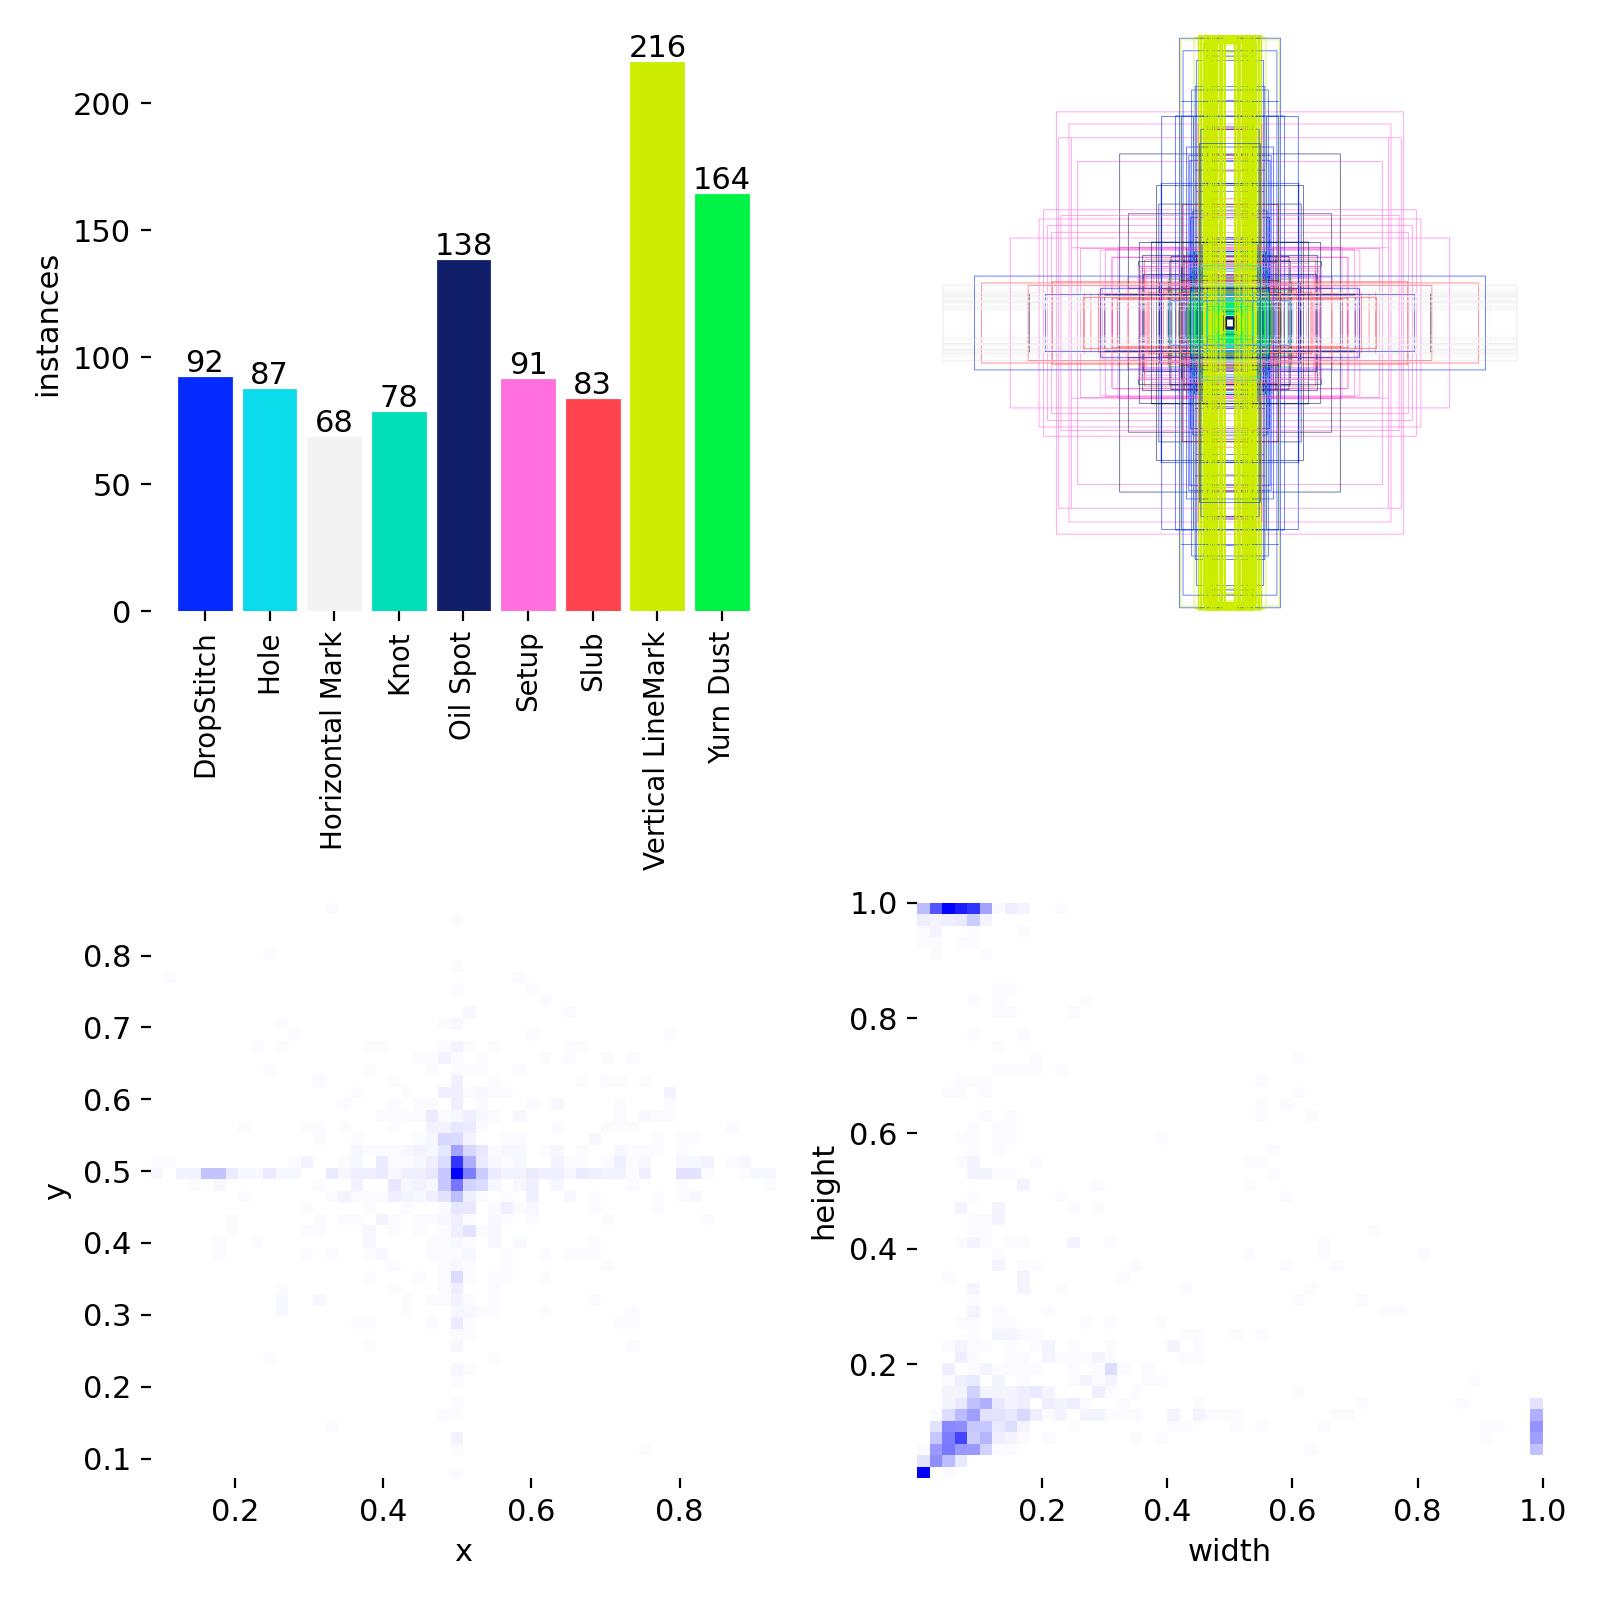 216
200
164
150
138
instances
100
92
87
91
83
78
68
50
0
DropStitch
Hole
Horizontal Mark
Knot
Oil Spot
Setup
Slub
Vertical LineMark
Yurn Dust
0.8
0.7
0.6
0.5
y
0.4
0.3
0.2
0.1
0.2 0.4 0.6 0.8
x
1.0
0.8
0.6
height
0.4
0.2
0.2 0.4 0.6 0.8 1.0
width